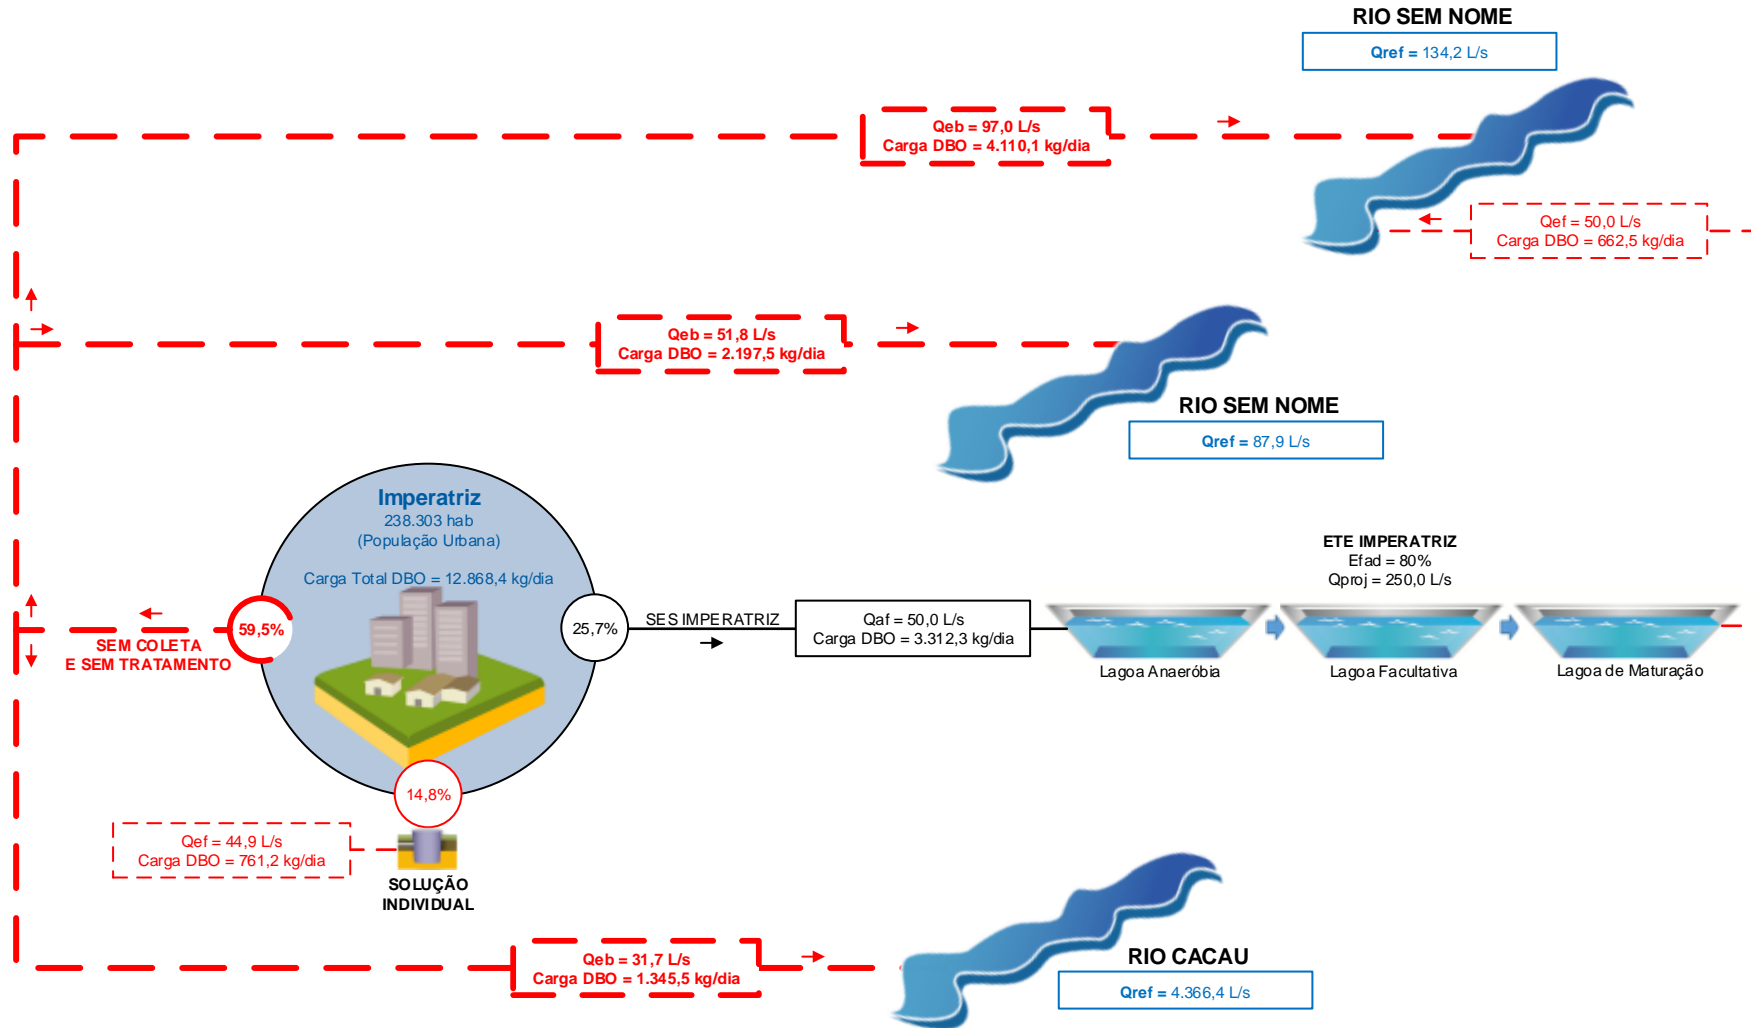 RIO SEM NOME
Qref = 134,2 L/s
Qeb = 97,0 L/s
Carga DBO = 4.110,1 kg/dia
Qef = 50,0 L/s
Carga DBO = 662,5 kg/dia
Qeb = 51,8 L/s
Carga DBO = 2.197,5 kg/dia
RIO SEM NOME
Qref = 87,9 L/s
Imperatriz
238.303 hab
(População Urbana)
Carga Total DBO = 12.868,4 kg/dia
59,5%
SEM COLETA
E SEM TRATAMENTO
25,7%
SES IMPERATRIZ
Qaf = 50,0 L/s
Carga DBO = 3.312,3 kg/dia
ETE IMPERATRIZ
Efad = 80%
Qproj = 250,0 L/s
Lagoa Anaeróbia
Lagoa Facultativa
Lagoa de Maturação
14,8%
Qef = 44,9 L/s
Carga DBO = 761,2 kg/dia
SOLUÇÃO
INDIVIDUAL
Qeb = 31,7 L/s
Carga DBO = 1.345,5 kg/dia
RIO CACAU
Qref = 4.366,4 L/s